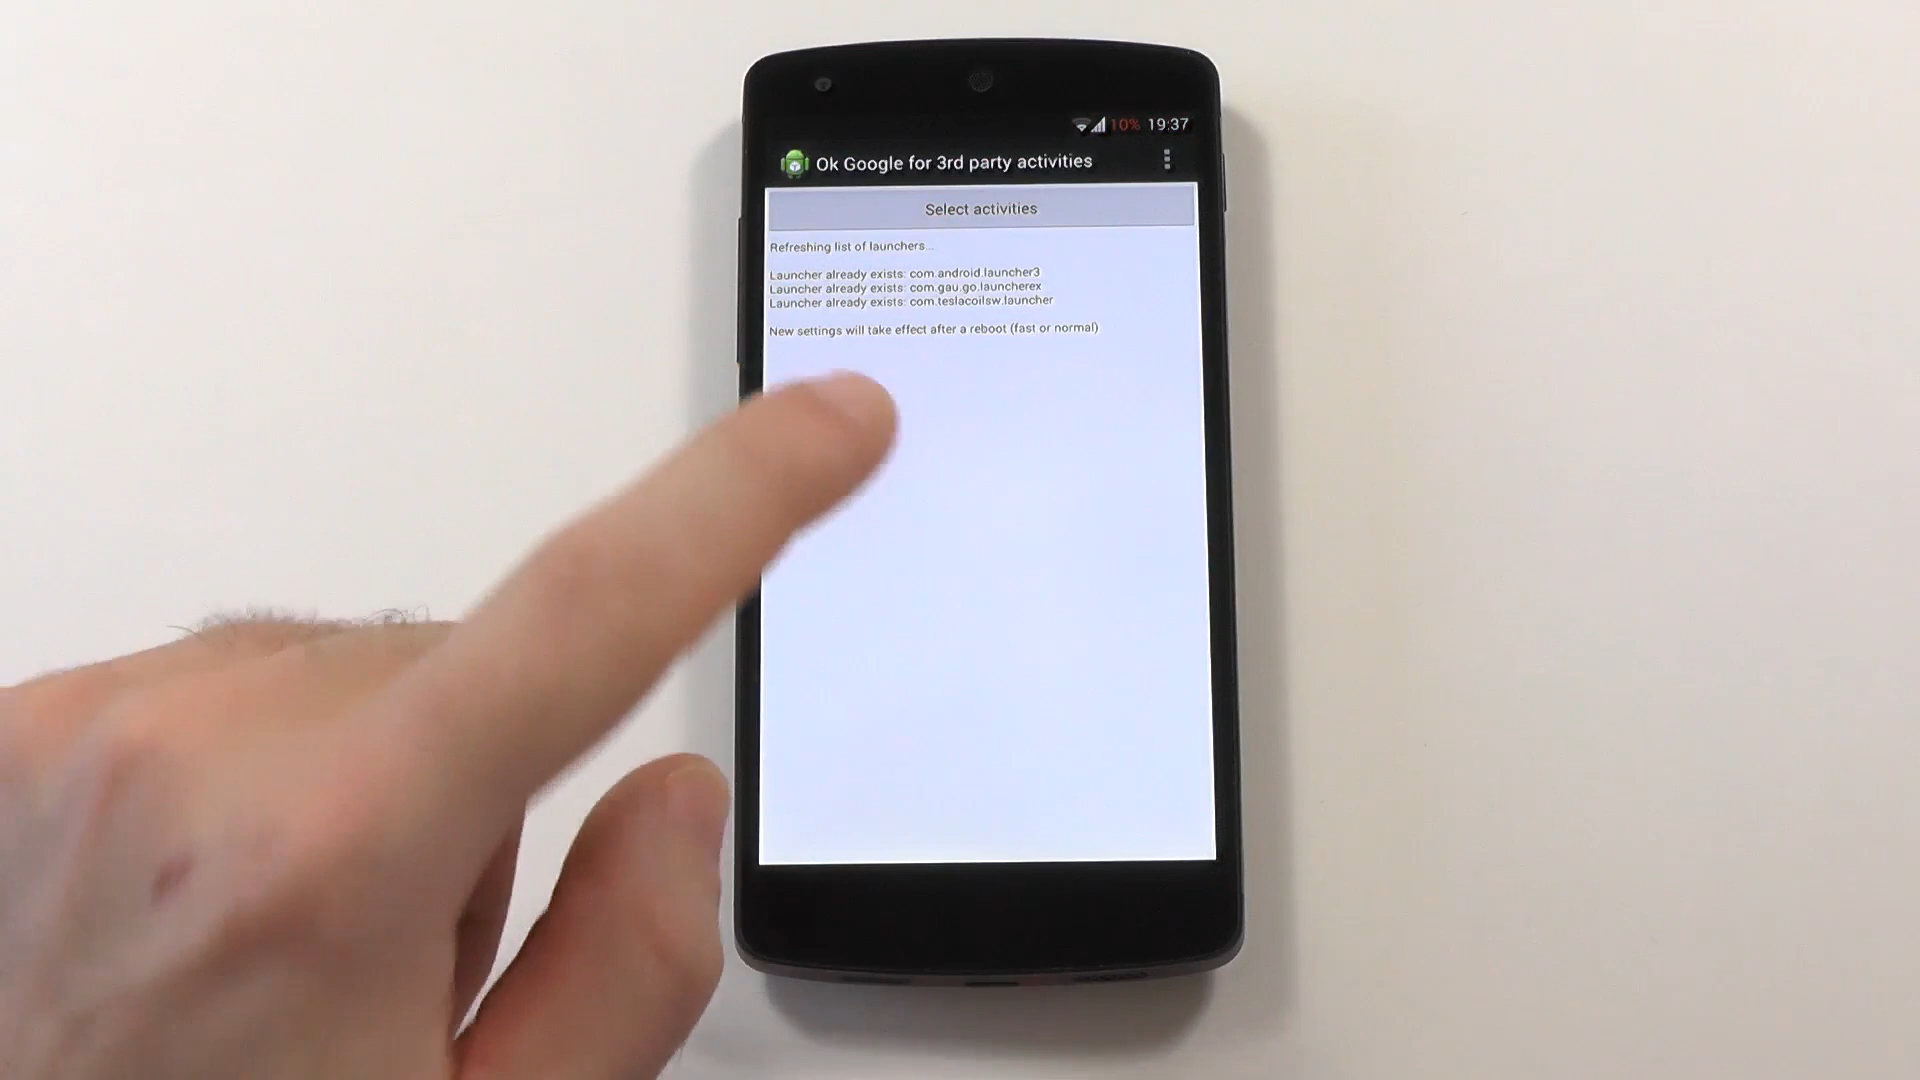 10% 19:37
Ok Google for 3rd party activities
Select activities
Refreshing list of launchers...
Launcher already exists: com.android.launcher3
Launcher already exists: com.gau.go.launcherex
Launcher already exists: com.teslacoilsw.launcher
New settings will take effect after a reboot (fast or normal)